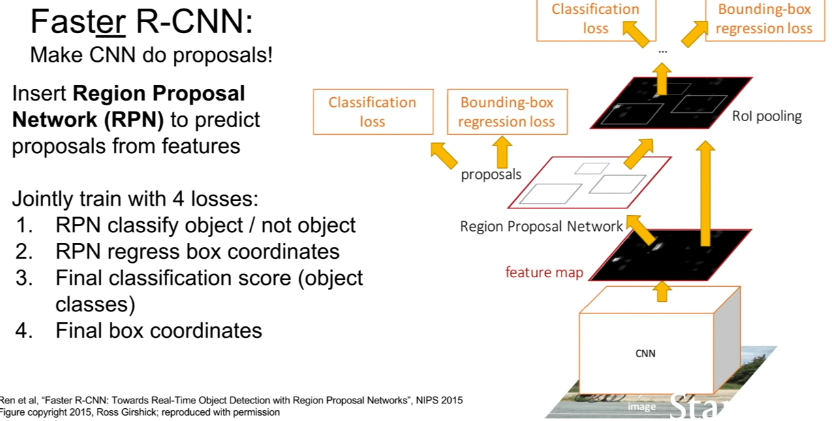 Faster R-CNN:
Make CNN do proposals!
Insert Region Proposal
Network (RPN) to predict
proposals from features
Jointly train with 4 losses:
1. RPN classify object / not object
2. RPN regress box coordinates
3. Final classification score (object
classes)
4. Final box coordinates
Ren et al, "Faster R-CNN: Towards Real-Time Object Detection with Region Proposal Networks", NIPS 2015
Figure copyright 2015, Ross Girshick; reproduced with permission
Classification
loss
Bounding-box
regression loss
...
RoI pooling
Classification
loss
Bounding-box
regression loss
proposals
Region Proposal Network
feature map
CNN
image